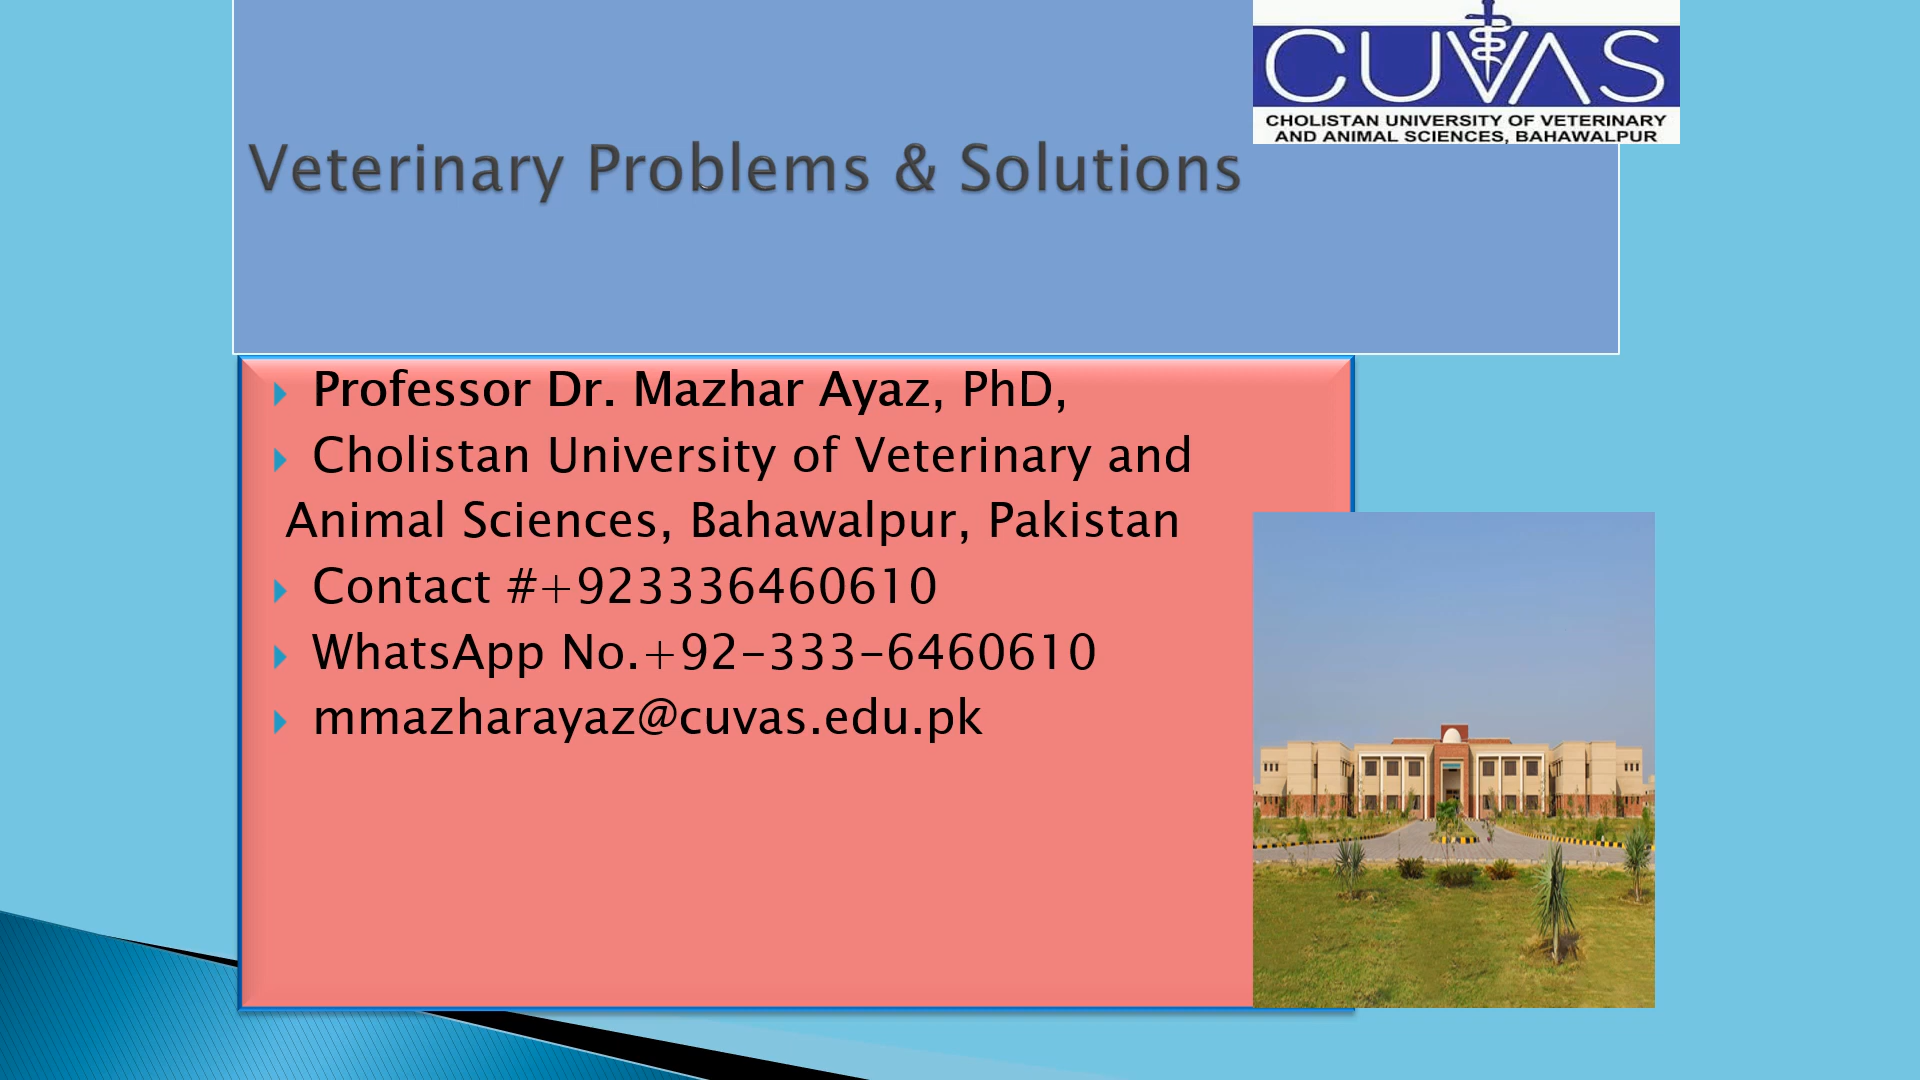 CUVAS
CHOLISTAN UNIVERSITY OF VETERINARY
AND ANIMAL SCIENCES, BAHAWALPUR
Veterinary Problems & Solutions
Professor Dr. Mazhar Ayaz, PhD,
Cholistan University of Veterinary and
Animal Sciences, Bahawalpur, Pakistan
Contact #+923336460610
WhatsApp No.+92-333-6460610
mmazharayaz@cuvas.edu.pk